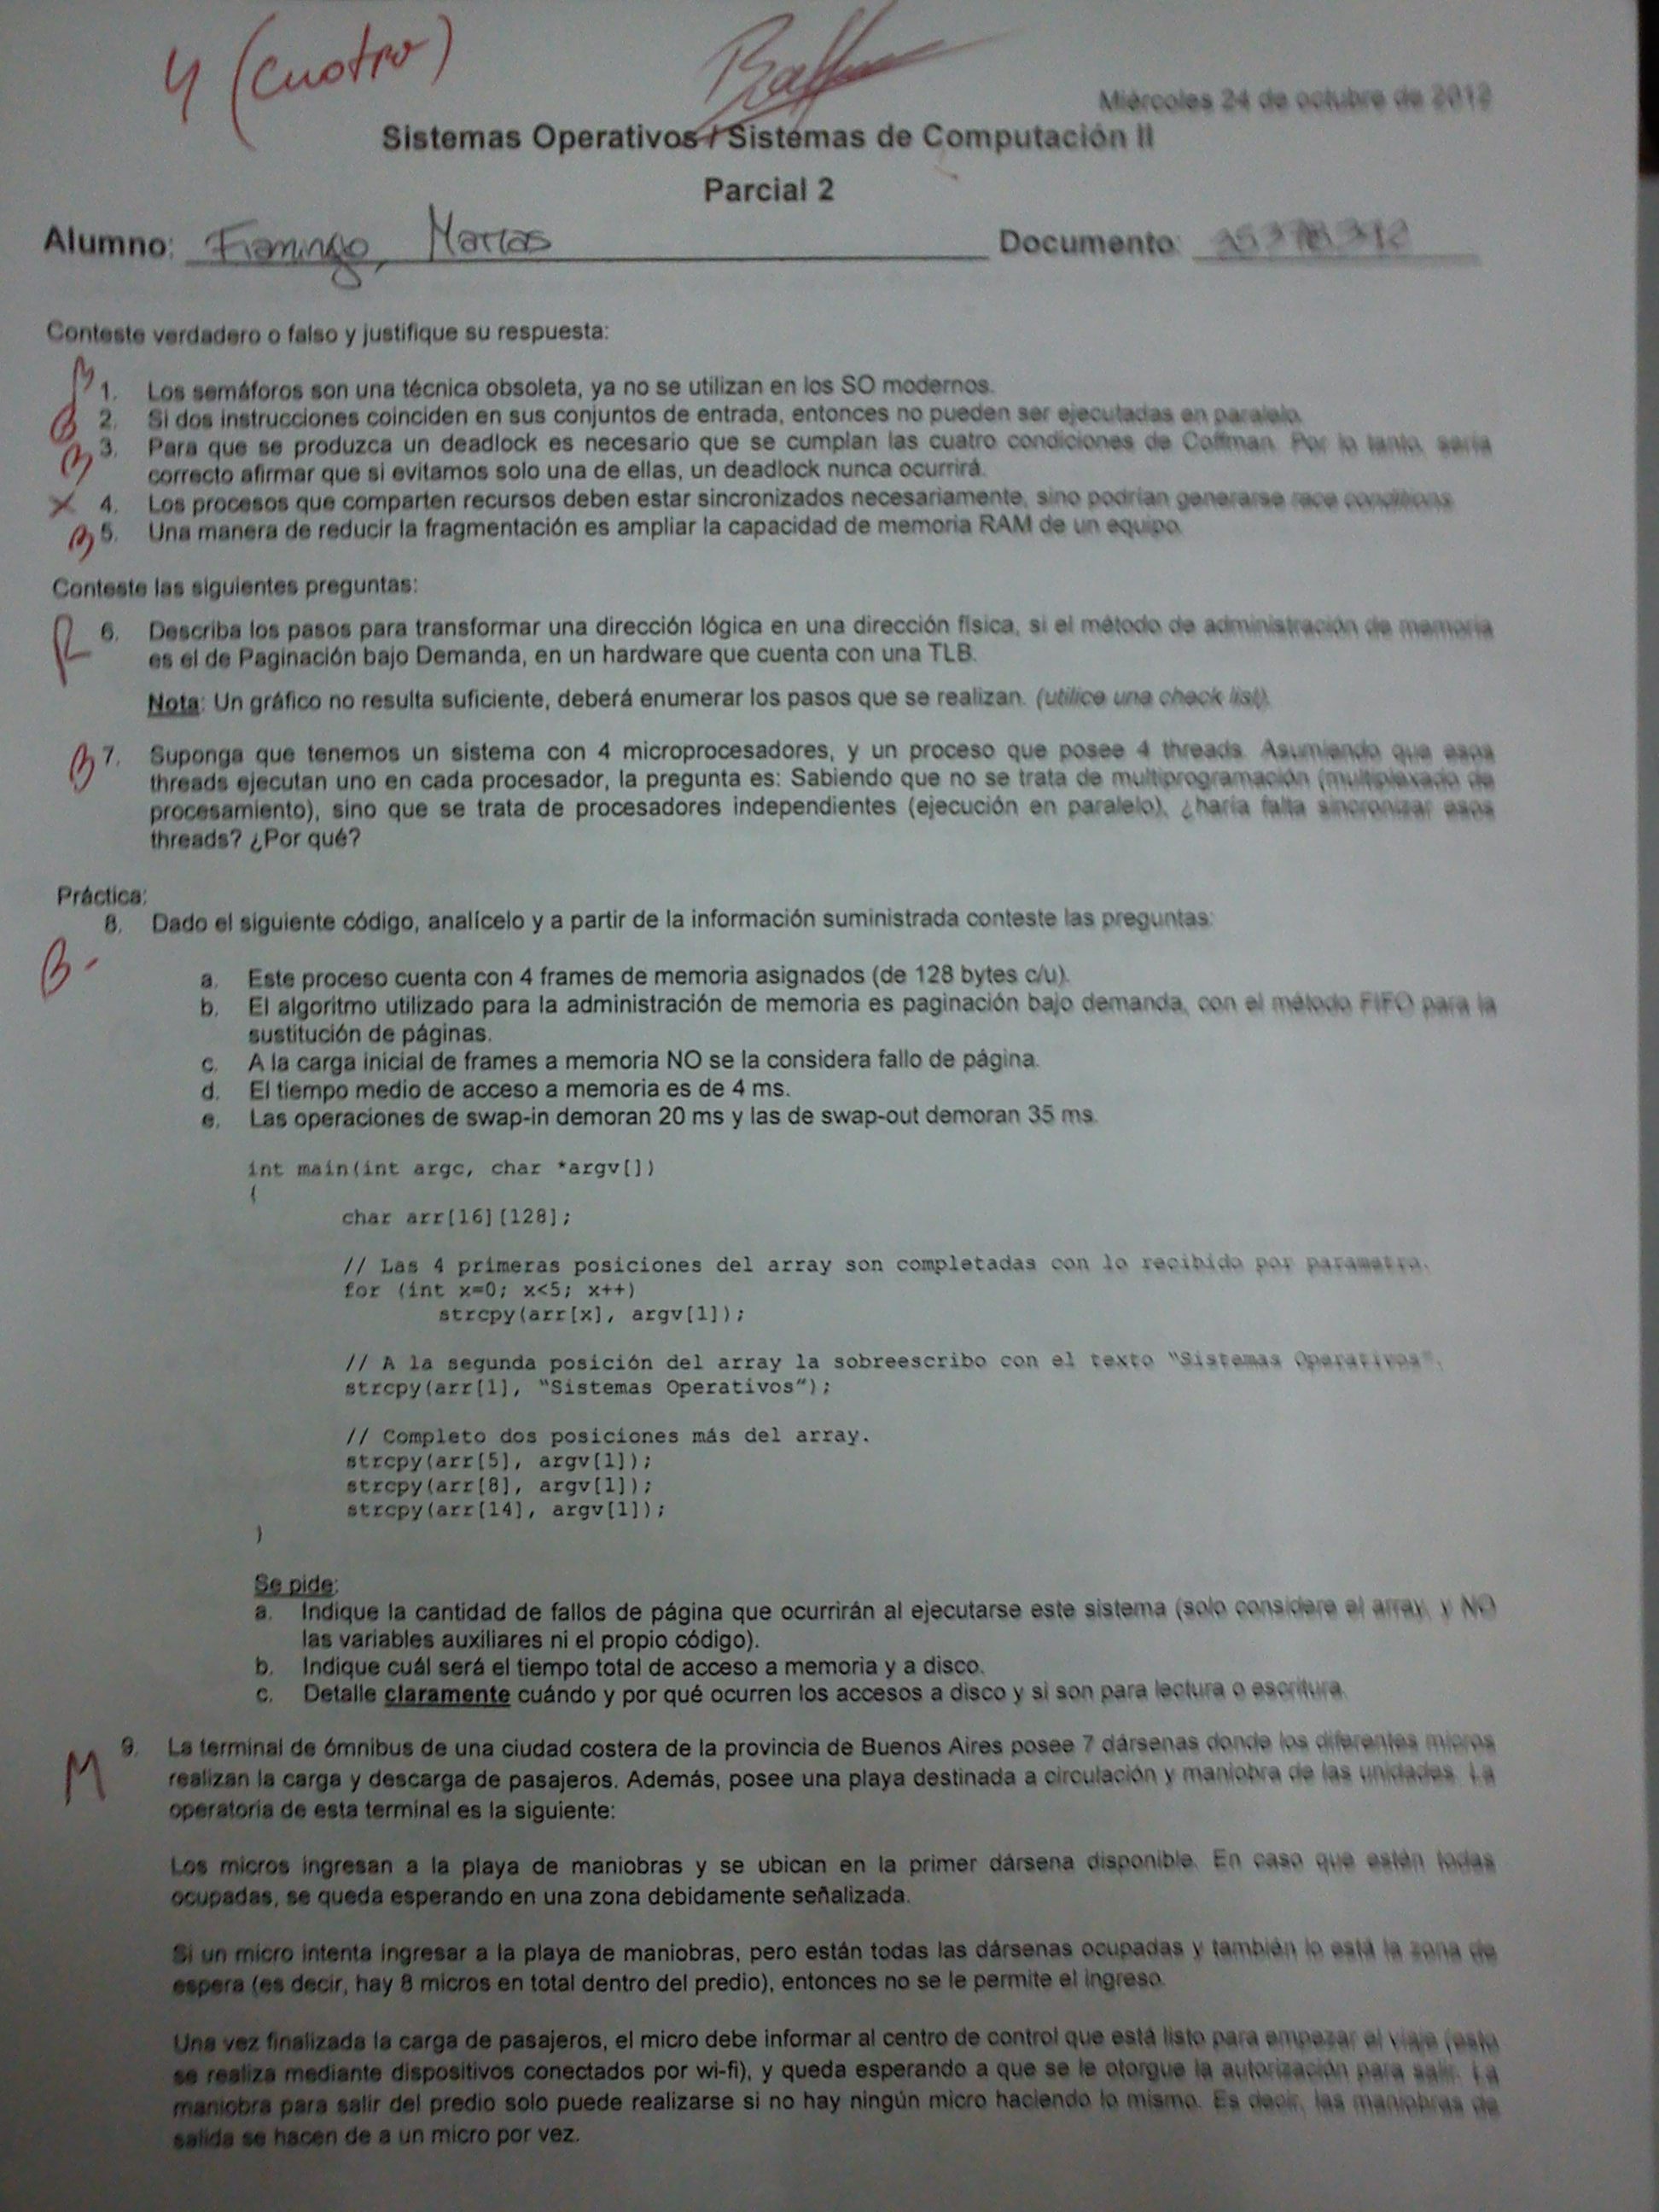 4 (cuatro)
Miércoles 24 de octubre de 2012
Sistemas Operativos / Sistemas de Computación II
Parcial 2
Alumno: Flamingo, Marcos Documento:
Conteste verdadero o falso y justifique su respuesta:
B 1. Los semáforos son una técnica obsoleta, ya no se utilizan en los SO modernos.
B 2. Si dos instrucciones coinciden en sus conjuntos de entrada, entonces no pueden ser ejecutadas en paralelo.
B 3. Para que se produzca un deadlock es necesario que se cumplan las cuatro condiciones de Coffman. Por lo tanto, sería
correcto afirmar que si evitamos solo una de ellas, un deadlock nunca ocurrirá.
X 4. Los procesos que comparten recursos deben estar sincronizados necesariamente, sino podrían generarse race conditions.
B 5. Una manera de reducir la fragmentación es ampliar la capacidad de memoria RAM de un equipo.
Conteste las siguientes preguntas:
R 6. Describa los pasos para transformar una dirección lógica en una dirección física, si el método de administración de memoria
es el de Paginación bajo Demanda, en un hardware que cuenta con una TLB.
Nota: Un gráfico no resulta suficiente, deberá enumerar los pasos que se realizan. (utilice una check list).
B 7. Suponga que tenemos un sistema con 4 microprocesadores, y un proceso que posee 4 threads. Asumiendo que esos
threads ejecutan uno en cada procesador, la pregunta es: Sabiendo que no se trata de multiprogramación (multiplexado de
procesamiento), sino que se trata de procesadores independientes (ejecución en paralelo), ¿haría falta sincronizar esos
threads? ¿Por qué?
Práctica:
8. Dado el siguiente código, analícelo y a partir de la información suministrada conteste las preguntas:
B-
a. Este proceso cuenta con 4 frames de memoria asignados (de 128 bytes c/u).
b. El algoritmo utilizado para la administración de memoria es paginación bajo demanda, con el método FIFO para la
sustitución de páginas.
c. A la carga inicial de frames a memoria NO se la considera fallo de página.
d. El tiempo medio de acceso a memoria es de 4 ms.
e. Las operaciones de swap-in demoran 20 ms y las de swap-out demoran 35 ms.
int main(int argc, char *argv[])
{
char arr[16][128];
// Las 4 primeras posiciones del array son completadas con lo recibido por parametro.
for (int x=0; x<5; x++)
strcpy(arr[x], argv[1]);
// A la segunda posición del array la sobreescribo con el texto “Sistemas Operativos”.
strcpy(arr[1], “Sistemas Operativos”);
// Completo dos posiciones más del array.
strcpy(arr[5], argv[1]);
strcpy(arr[8], argv[1]);
strcpy(arr[14], argv[1]);
}
Se pide:
a. Indique la cantidad de fallos de página que ocurrirán al ejecutarse este sistema (solo considere el array, y NO
las variables auxiliares ni el propio código).
b. Indique cuál será el tiempo total de acceso a memoria y a disco.
c. Detalle claramente cuándo y por qué ocurren los accesos a disco y si son para lectura o escritura.
M 9. La terminal de ómnibus de una ciudad costera de la provincia de Buenos Aires posee 7 dársenas donde los diferentes micros
realizan la carga y descarga de pasajeros. Además, posee una playa destinada a circulación y maniobra de las unidades. La
operatoria de esta terminal es la siguiente:
Los micros ingresan a la playa de maniobras y se ubican en la primer dársena disponible. En caso que estén todas
ocupadas, se queda esperando en una zona debidamente señalizada.
Si un micro intenta ingresar a la playa de maniobras, pero están todas las dársenas ocupadas y también lo está la zona de
espera (es decir, hay 8 micros en total dentro del predio), entonces no se le permite el ingreso.
Una vez finalizada la carga de pasajeros, el micro debe informar al centro de control que está listo para empezar el viaje (esto
se realiza mediante dispositivos conectados por wi-fi), y queda esperando a que se le otorgue la autorización para salir. La
maniobra para salir del predio solo puede realizarse si no hay ningún micro haciendo lo mismo. Es decir, las maniobras de
salida se hacen de a un micro por vez.